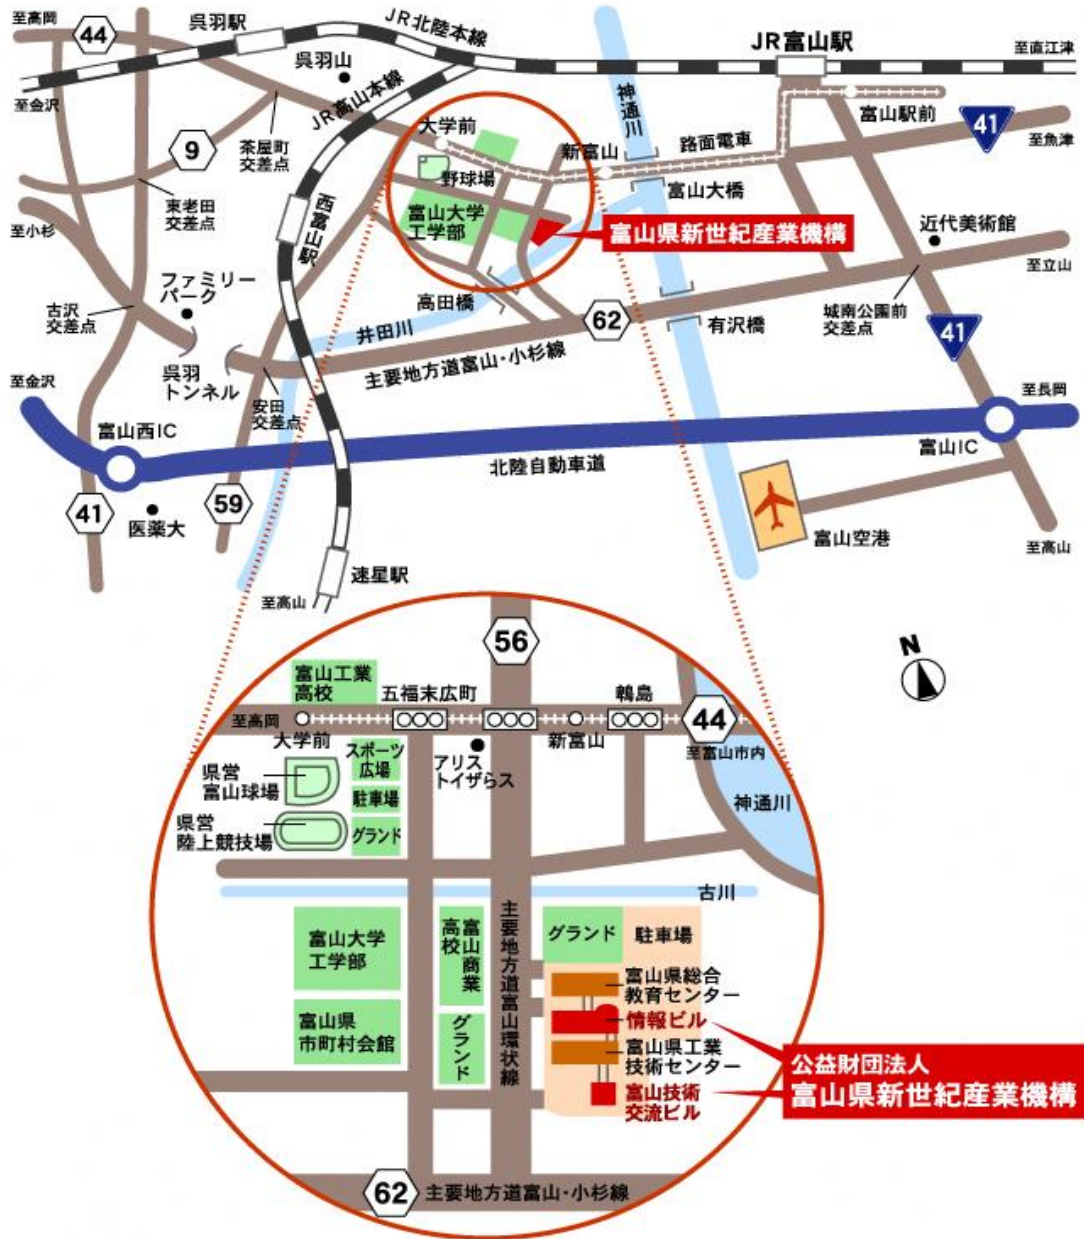 至高岡
44
呉羽駅
JR北陸本線
JR富山駅
至直江津
呉羽山
至金沢
JR高山本線
神通川
大学前
富山駅前
41
至魚津
9
茶屋町
交差点
新富山
路面電車
野球場
富山大橋
東老田
交差点
西富山駅
富山大学
工学部
富山県新世紀産業機構
近代美術館
至小杉
至立山
ファミリー
パーク
高田橋
古沢
交差点
井田川
62
有沢橋
城南公園前
交差点
41
呉羽
トンネル
主要地方道富山・小杉線
至金沢
至長岡
安田
交差点
富山西IC
富山IC
北陸自動車道
41
59
医薬大
富山空港
至高山
速星駅
至高山
N
56
富山工業
高校
五福末広町
鵯島
至高岡
44
大学前
新富山
至富山市内
スポーツ
広場
アリス
トイザらス
県営
富山球場
駐車場
神通川
県営
陸上競技場
グランド
古川
主要地方道富山環状線
富山大学
工学部
富山商業
高校
グランド
駐車場
富山県総合
教育センター
情報ビル
富山県
市町村会館
グランド
富山県工業
技術センター
富山技術
交流ビル
公益財団法人
富山県新世紀産業機構
62
主要地方道富山・小杉線